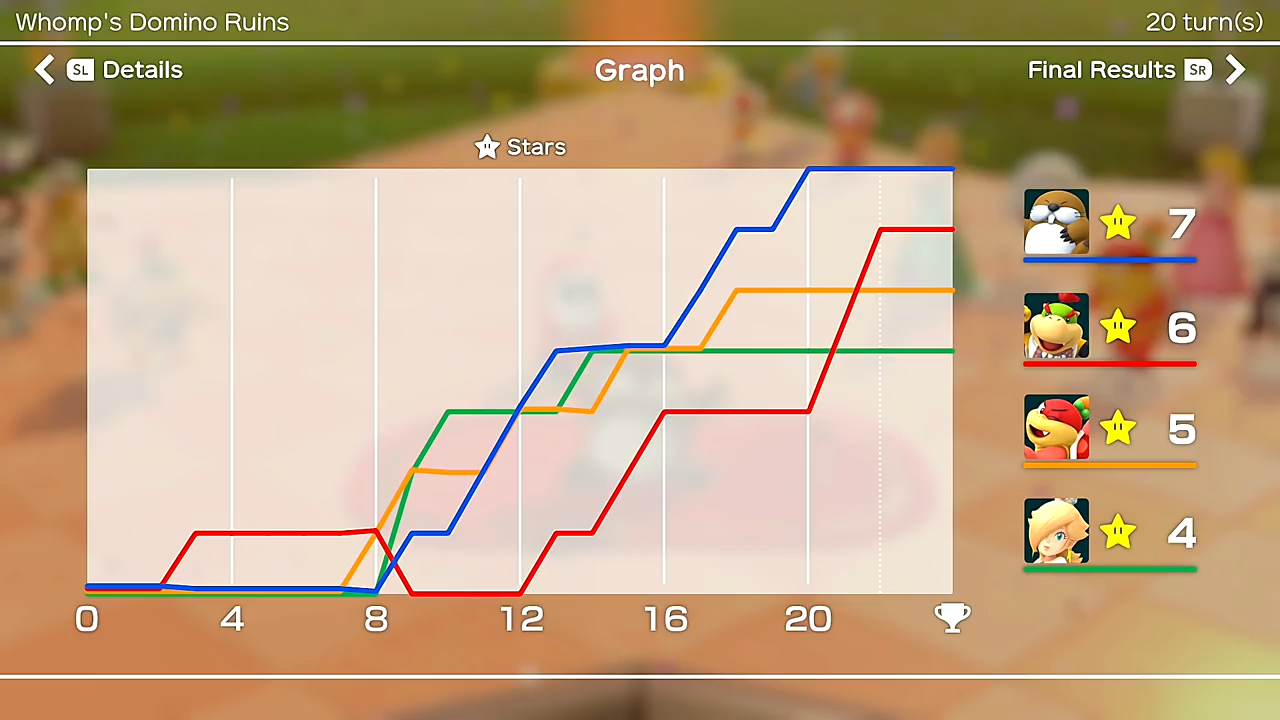 Whomp's Domino Ruins
20 turn(s)
SL Details
Graph
Final Results SR
Stars
7
6
5
4
0 4 8 12 16 20